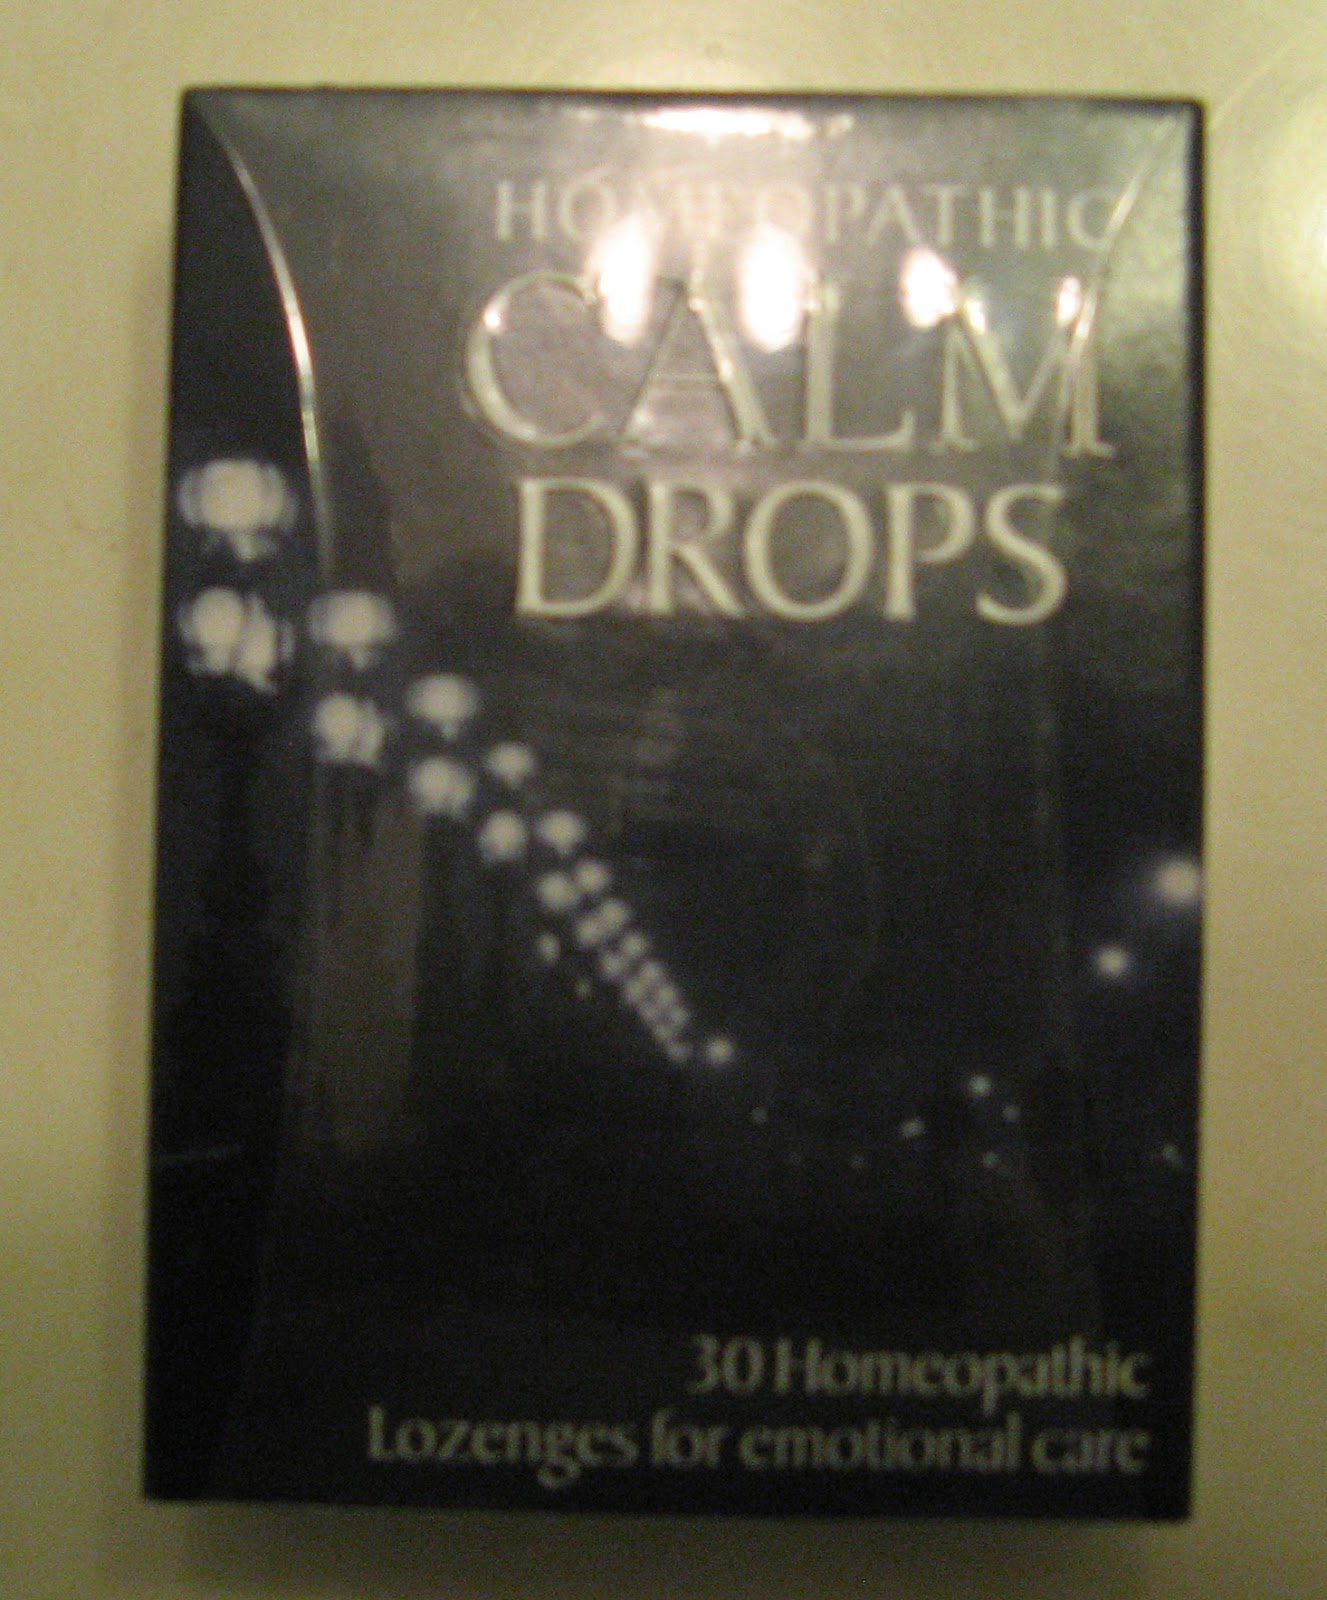 HOMEOPATHIC
CALM
DROPS
30 Homeopathic
Lozenges for emotional care